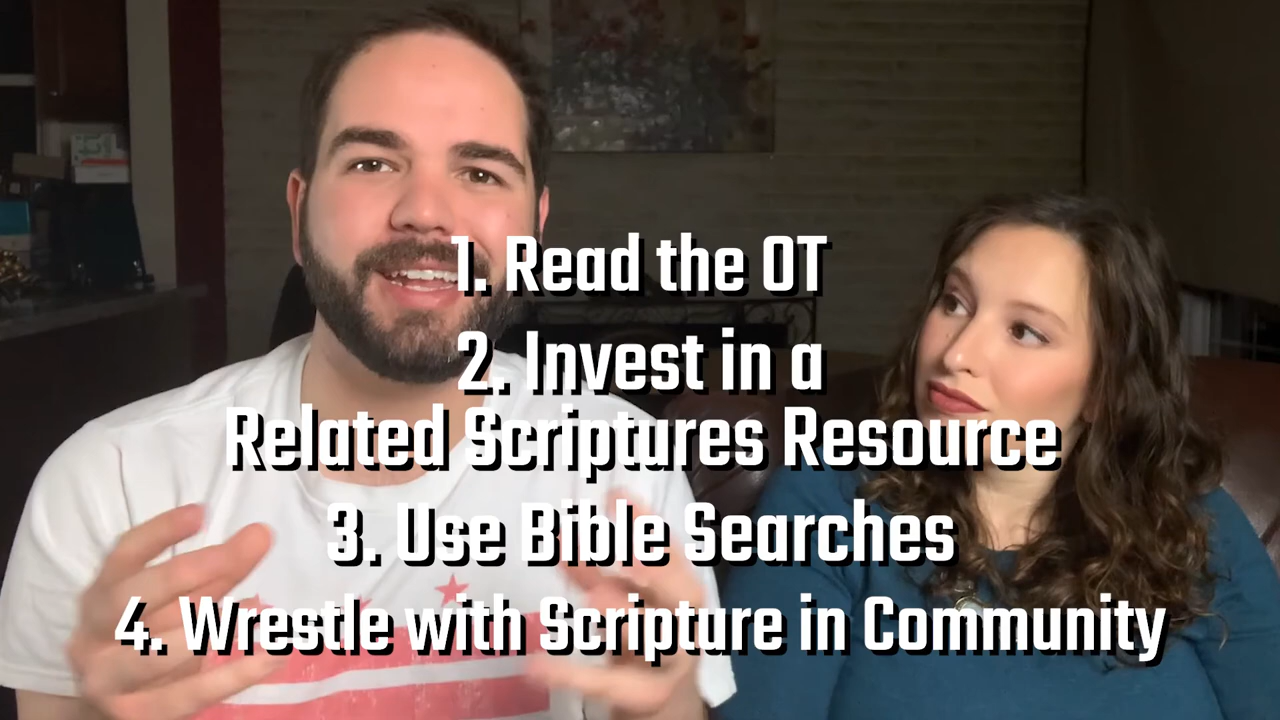 1. Read the OT
2. Invest in a
Related Scriptures Resource
3. Use Bible Searches
4. Wrestle with Scripture in Community